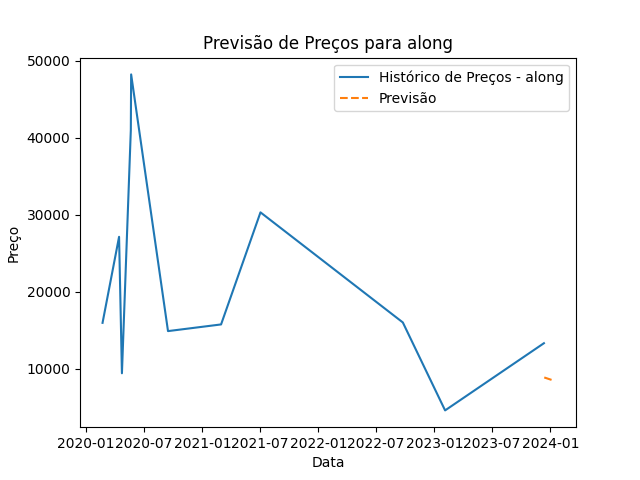 Previsão de Preços para along
Histórico de Preços - along
Previsão
Preço
50000
40000
30000
20000
10000
2020-01 2020-07 2021-01 2021-07 2022-01 2022-07 2023-01 2023-07 2024-01
Data